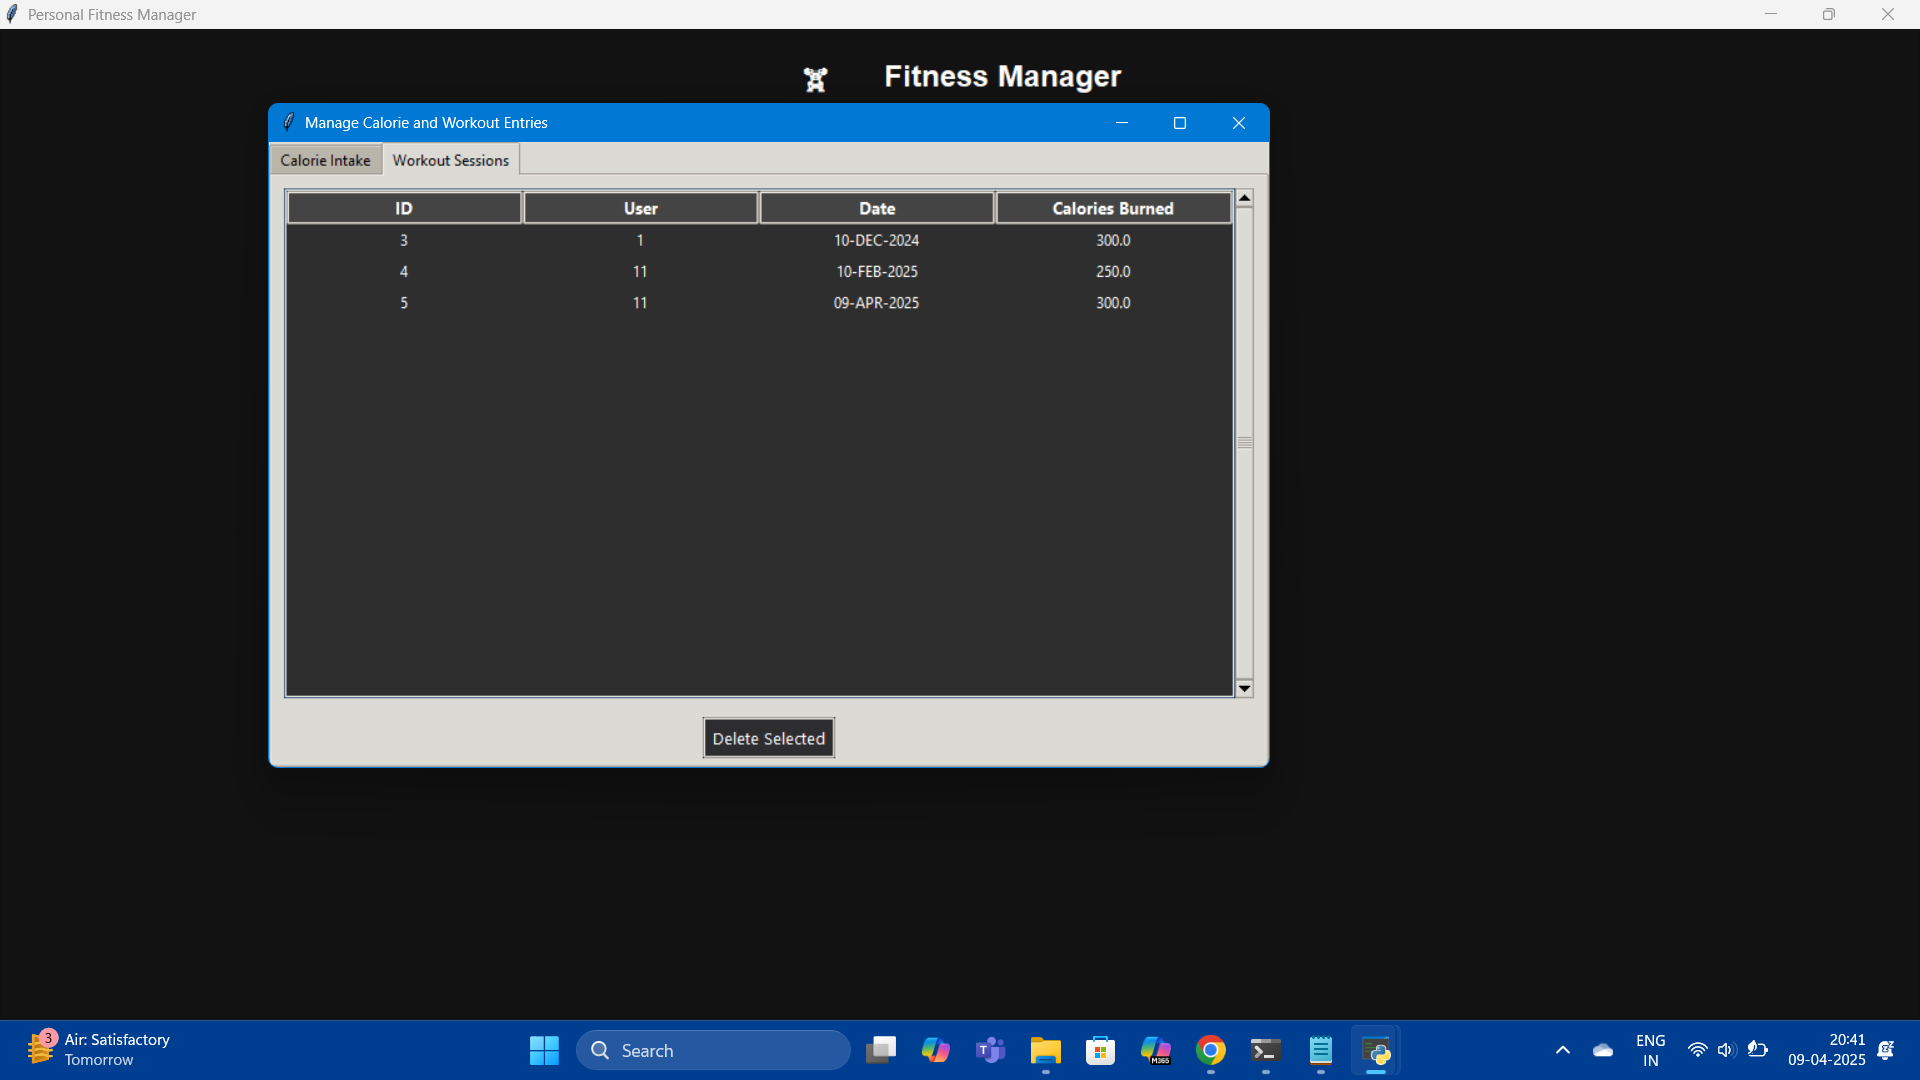 Personal Fitness Manager
Fitness Manager
Manage Calorie and Workout Entries
Calorie Intake Workout Sessions
ID User Date Calories Burned
3 1 10-DEC-2024 300.0
4 11 10-FEB-2025 250.0
5 11 09-APR-2025 300.0
Delete Selected
3 Air: Satisfactory
Tomorrow
Search
T
M365
ENG
IN
20:41
09-04-2025